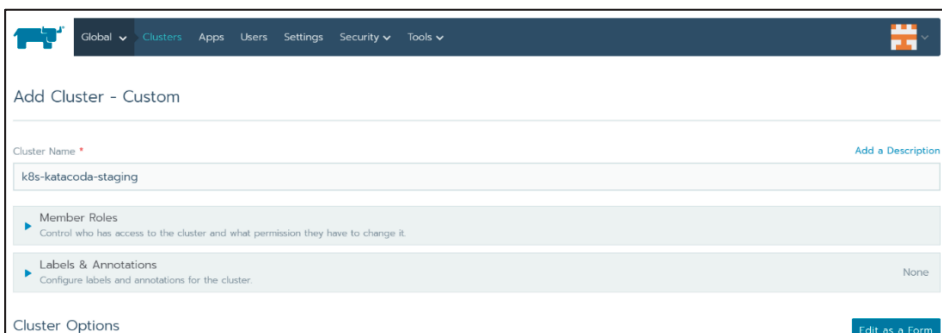 Global Clusters Apps Users Settings Security Tools
Add Cluster - Custom
Cluster Name * Add a Description
k8s-katacoda-staging
Member Roles
Control who has access to the cluster and what permission they have to change it.
Labels & Annotations None
Configure labels and annotations for the cluster.
Cluster Options Edit as a Form